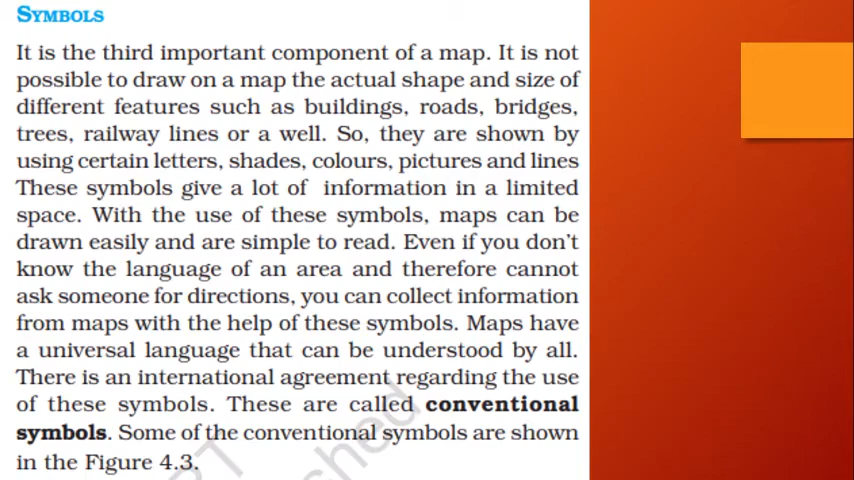 SYMBOLS
It is the third important component of a map. It is not
possible to draw on a map the actual shape and size of
different features such as buildings, roads, bridges,
trees, railway lines or a well. So, they are shown by
using certain letters, shades, colours, pictures and lines
These symbols give a lot of information in a limited
space. With the use of these symbols, maps can be
drawn easily and are simple to read. Even if you don't
know the language of an area and therefore cannot
ask someone for directions, you can collect information
from maps with the help of these symbols. Maps have
a universal language that can be understood by all.
There is an international agreement regarding the use
of these symbols. These are called conventional
symbols. Some of the conventional symbols are shown
in the Figure 4.3.